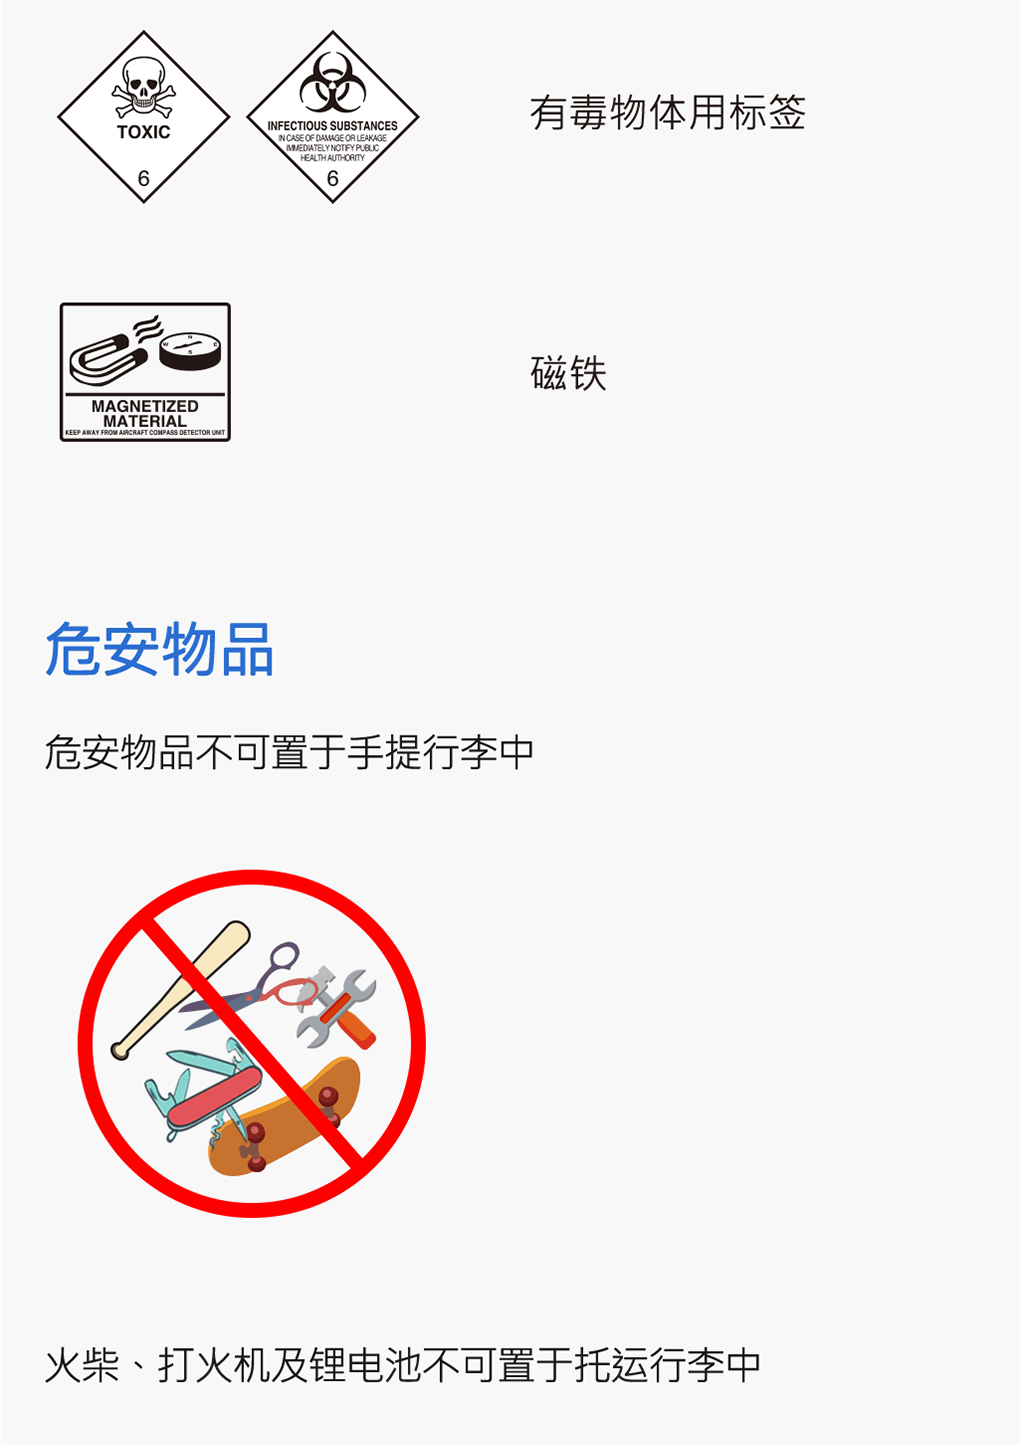 TOXIC
6
INFECTIOUS SUBSTANCES
IN CASE OF DAMAGE OR LEAKAGE
IMMEDIATELY NOTIFY PUBLIC
HEALTH AUTHORITY
6
有毒物体用标签
N
W E
S
MAGNETIZED
MATERIAL
KEEP AWAY FROM AIRCRAFT COMPASS DETECTOR UNIT
磁铁
危安物品
危安物品不可置于手提行李中
火柴、打火机及锂电池不可置于托运行李中